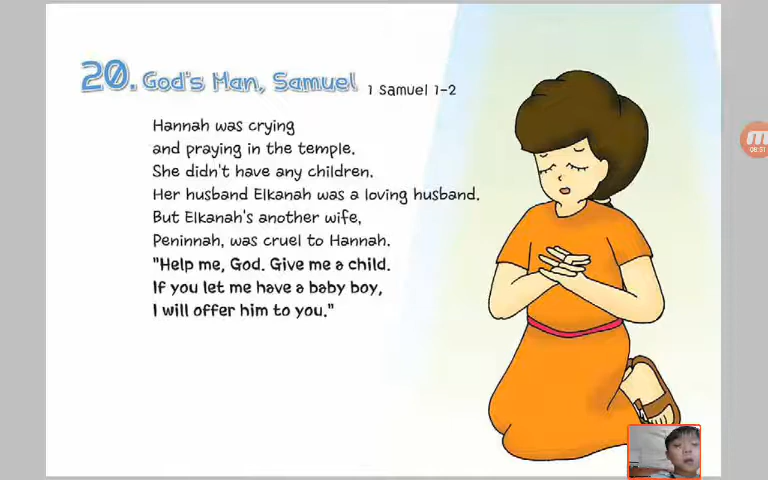 20. God's Man, Samuel 1 Samuel 1-2
Hannah was crying
and praying in the temple.
She didn't have any children.
Her husband Elkanah was a loving husband.
But Elkanah's another wife,
Peninnah, was cruel to Hannah.
"Help me, God. Give me a child.
If you let me have a baby boy,
I will offer him to you."
08:51